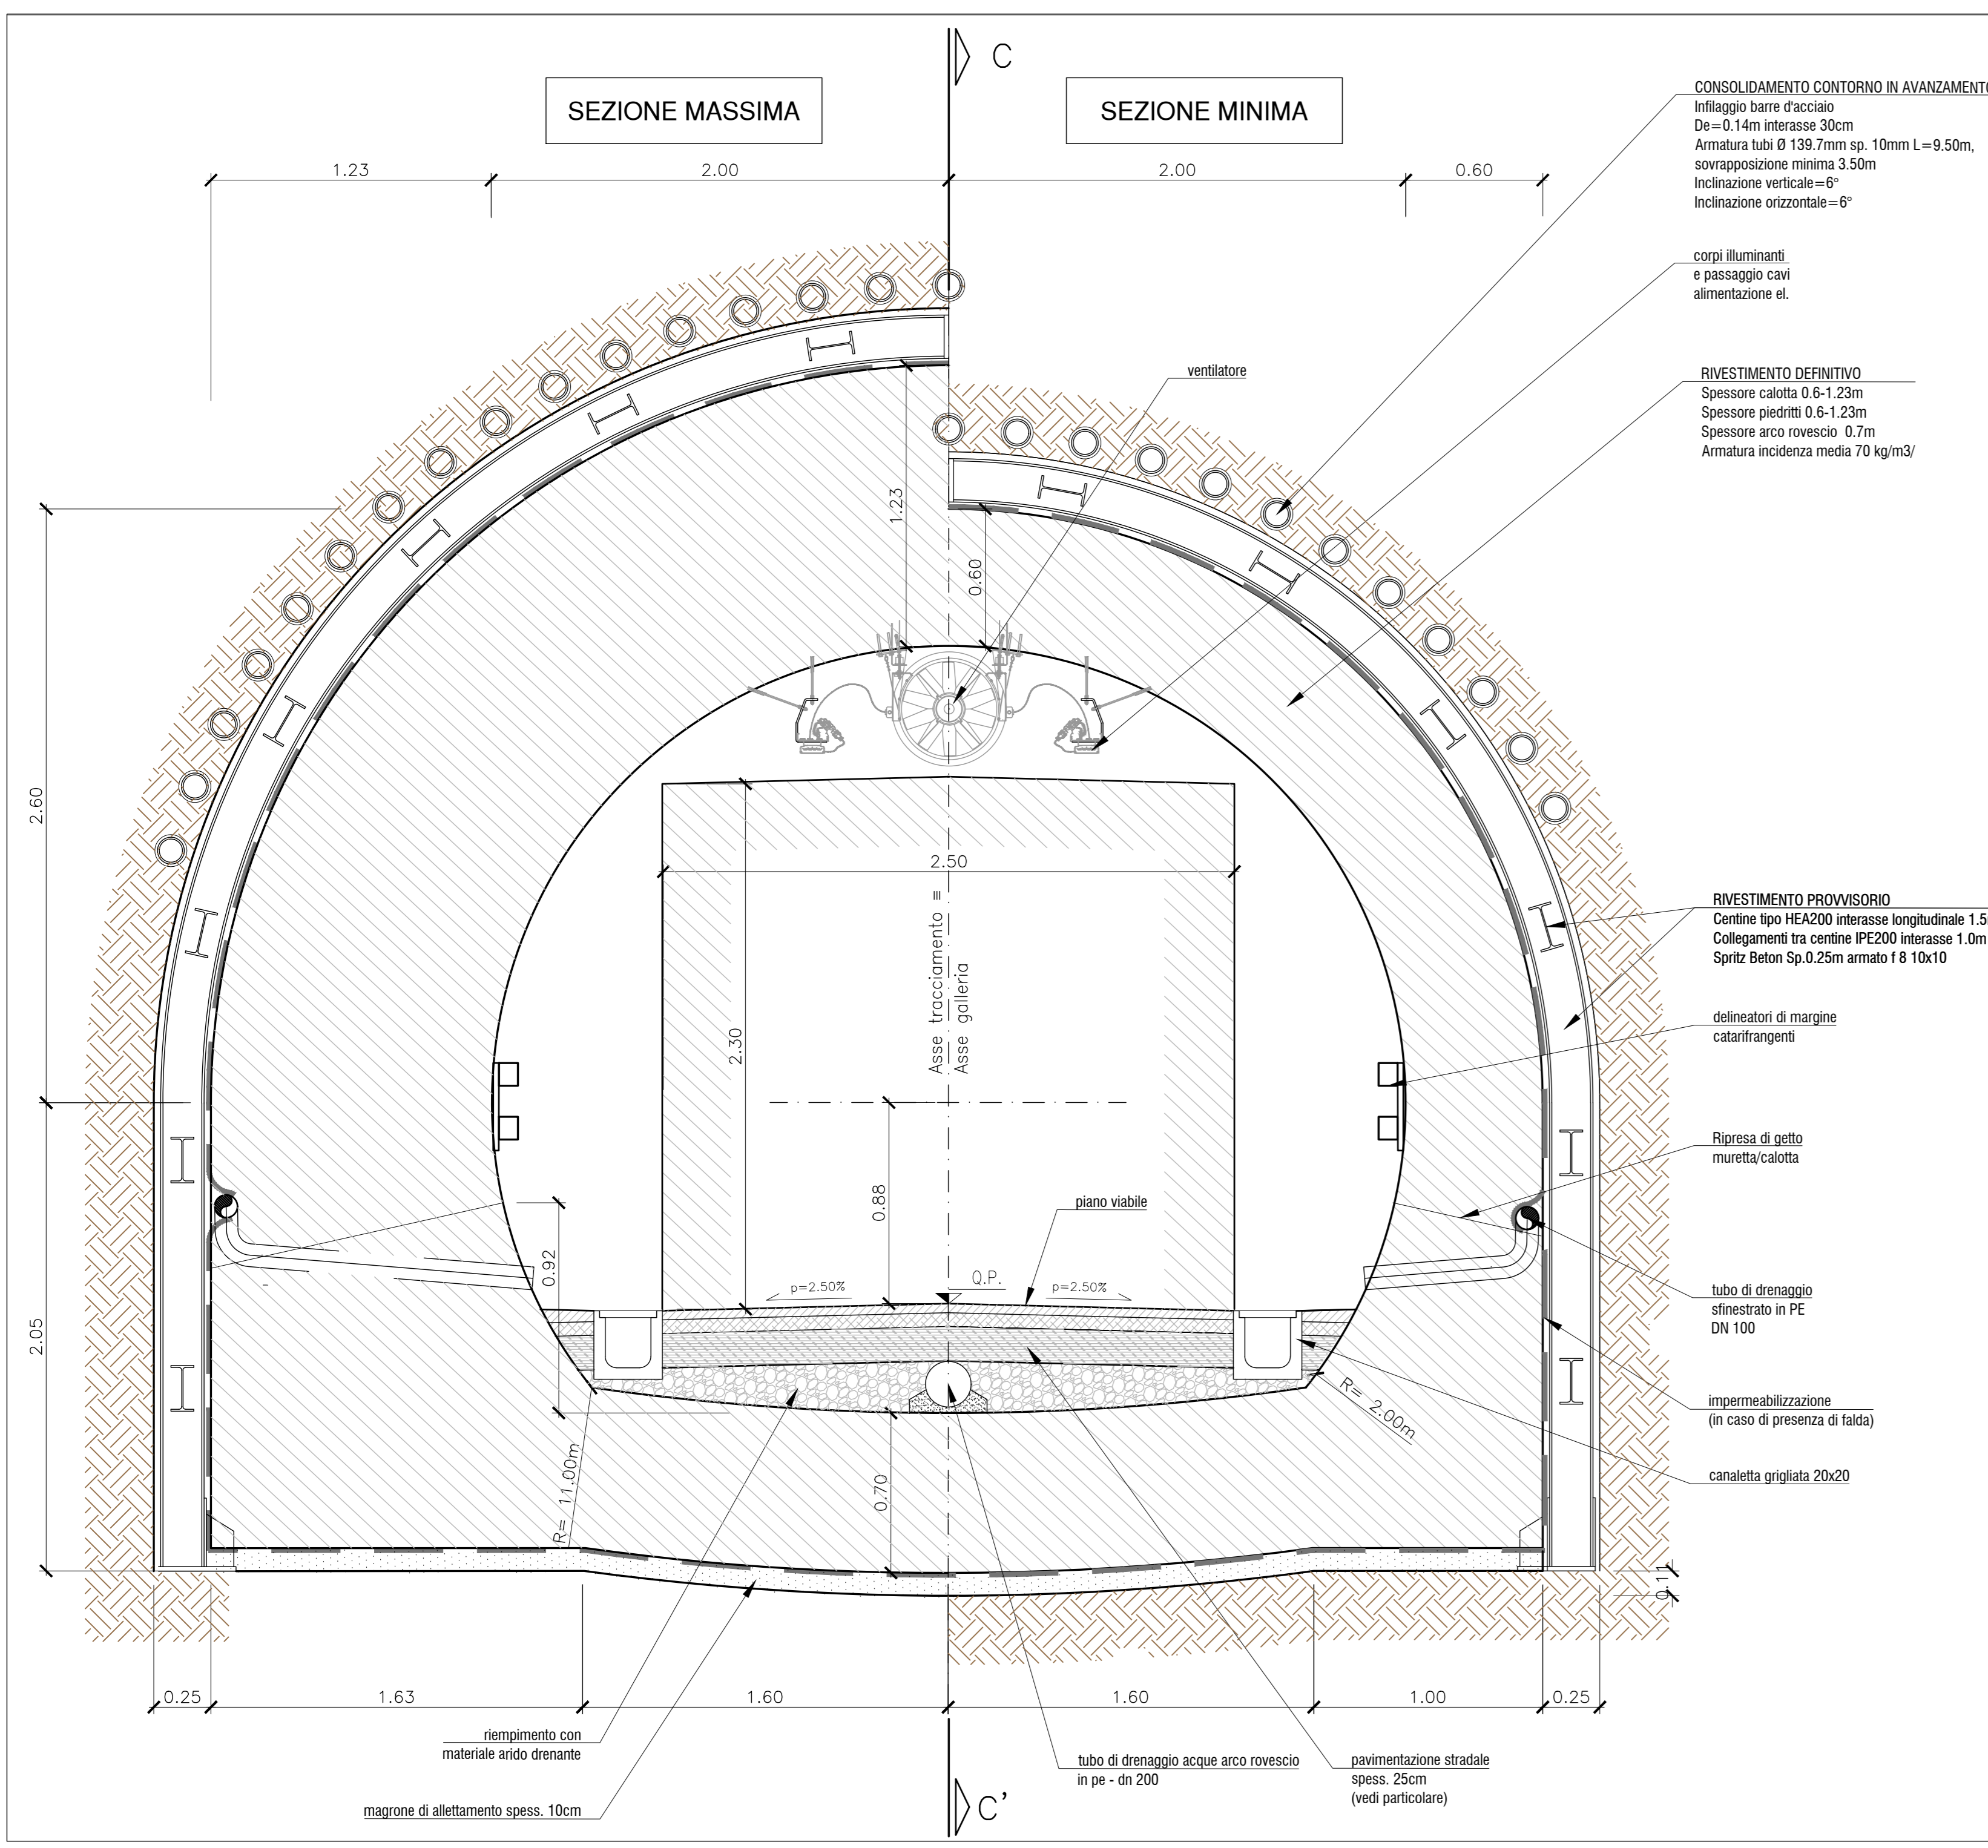 C
SEZIONE MASSIMA
SEZIONE MINIMA
1.23
2.00
2.00
0.60
CONSOLIDAMENTO CONTORNO IN AVANZAMENTO
Infilaggio barre d'acciaio
De=0.14m interasse 30cm
Armatura tubi Ø 139.7mm sp. 10mm L=9.50m,
sovrapposizione minima 3.50m
Inclinazione verticale=6°
Inclinazione orizzontale=6°
corpi illuminanti
e passaggio cavi
alimentazione el.
ventilatore
RIVESTIMENTO DEFINITIVO
Spessore calotta 0.6-1.23m
Spessore piedritti 0.6-1.23m
Spessore arco rovescio 0.7m
Armatura incidenza media 70 kg/m3/
1.23
0.60
2.60
2.50
Asse tracciamento ≡
Asse galleria
2.30
RIVESTIMENTO PROVVISORIO
Centine tipo HEA200 interasse longitudinale 1.5
Collegamenti tra centine IPE200 interasse 1.0m
Spritz Beton Sp.0.25m armato f 8 10x10
delineatori di margine
catarifrangenti
Ripresa di getto
muretta/calotta
0.88
piano viabile
0.92
p=2.50%
Q.P.
p=2.50%
tubo di drenaggio
sfinestrato in PE
DN 100
2.05
R= 2.00m
impermeabilizzazione
(in caso di presenza di falda)
R= 11.00m
0.70
canaletta grigliata 20x20
0.11
0.25
1.63
1.60
1.60
1.00
0.25
riempimento con
materiale arido drenante
tubo di drenaggio acque arco rovescio
in pe - dn 200
pavimentazione stradale
spess. 25cm
(vedi particolare)
magrone di allettamento spess. 10cm
C'